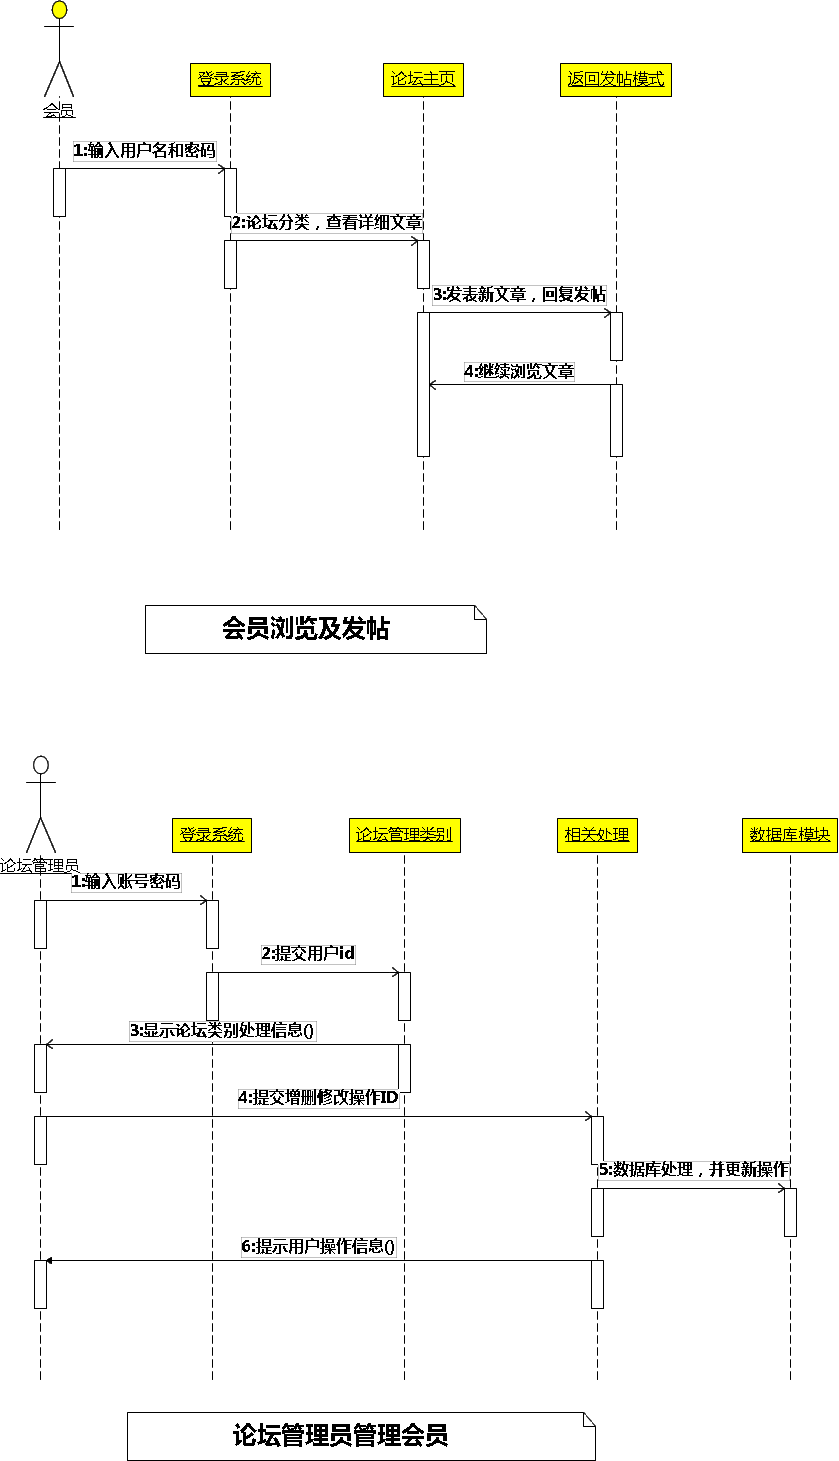 会员
登录系统
论坛主页
返回发帖模式
1:输入用户名和密码
2:论坛分类，查看详细文章
3:发表新文章，回复发帖
4:继续浏览文章
会员浏览及发帖
论坛管理员
登录系统
论坛管理类别
相关处理
数据库模块
1:输入账号密码
2:提交用户id
3:显示论坛类别处理信息()
4:提交增删修改操作ID
5:数据库处理，并更新操作
6:提示用户操作信息()
论坛管理员管理会员